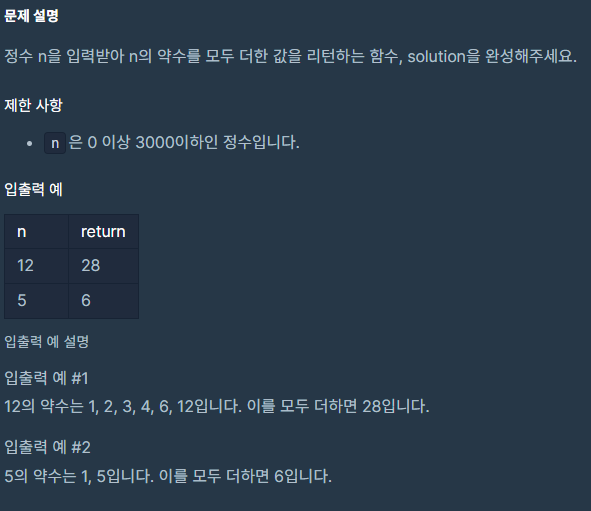 문제 설명
정수 n을 입력받아 n의 약수를 모두 더한 값을 리턴하는 함수, solution을 완성해주세요.
제한 사항
• n 은 0 이상 3000이하인 정수입니다.
입출력 예
n return
12 28
5 6
입출력 예 설명
입출력 예 #1
12의 약수는 1, 2, 3, 4, 6, 12입니다. 이를 모두 더하면 28입니다.
입출력 예 #2
5의 약수는 1, 5입니다. 이를 모두 더하면 6입니다.